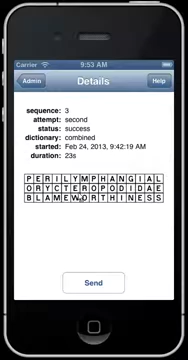 Carrier 9:53 AM
Admin Details Help
sequence: 3
attempt: second
status: success
dictionary: combined
started: Feb 24, 2013, 9:42:19 AM
duration: 23s
PERILYMPHANGIAL
ORYCTEROPODIDAE
BLAMEWORTHINESS
Send